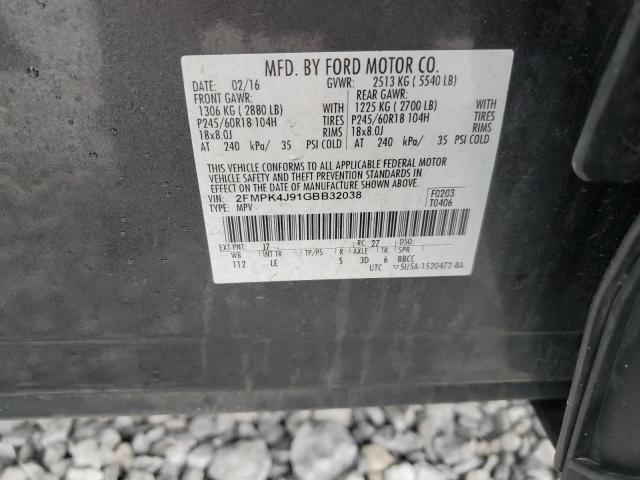 MFD. BY FORD MOTOR CO.
DATE: 02/16 GVWR: 2513 KG ( 5540 LB)
FRONT GAWR: REAR GAWR:
1306 KG ( 2880 LB) WITH 1225 KG ( 2700 LB) WITH
P245/60R18 104H TIRES P245/60R18 104H TIRES
18x8.0J RIMS 18x8.0J RIMS
AT 240 kPa/ 35 PSI COLD AT 240 kPa/ 35 PSI COLD
THIS VEHICLE CONFORMS TO ALL APPLICABLE FEDERAL MOTOR
VEHICLE SAFETY AND THEFT PREVENTION STANDARDS IN
EFFECT ON THE DATE OF MANUFACTURE SHOWN ABOVE.
VIN: 2FMPK4J91GBB32038 F0203
TYPE: MPV T0406
EXT PNT: J7 RC: 27 DSO:
WB INT TR TP/PS R AXLE TR SPR
112 LE S 3D 6 BBCC
UTC ▽5U5A-1520472-BA